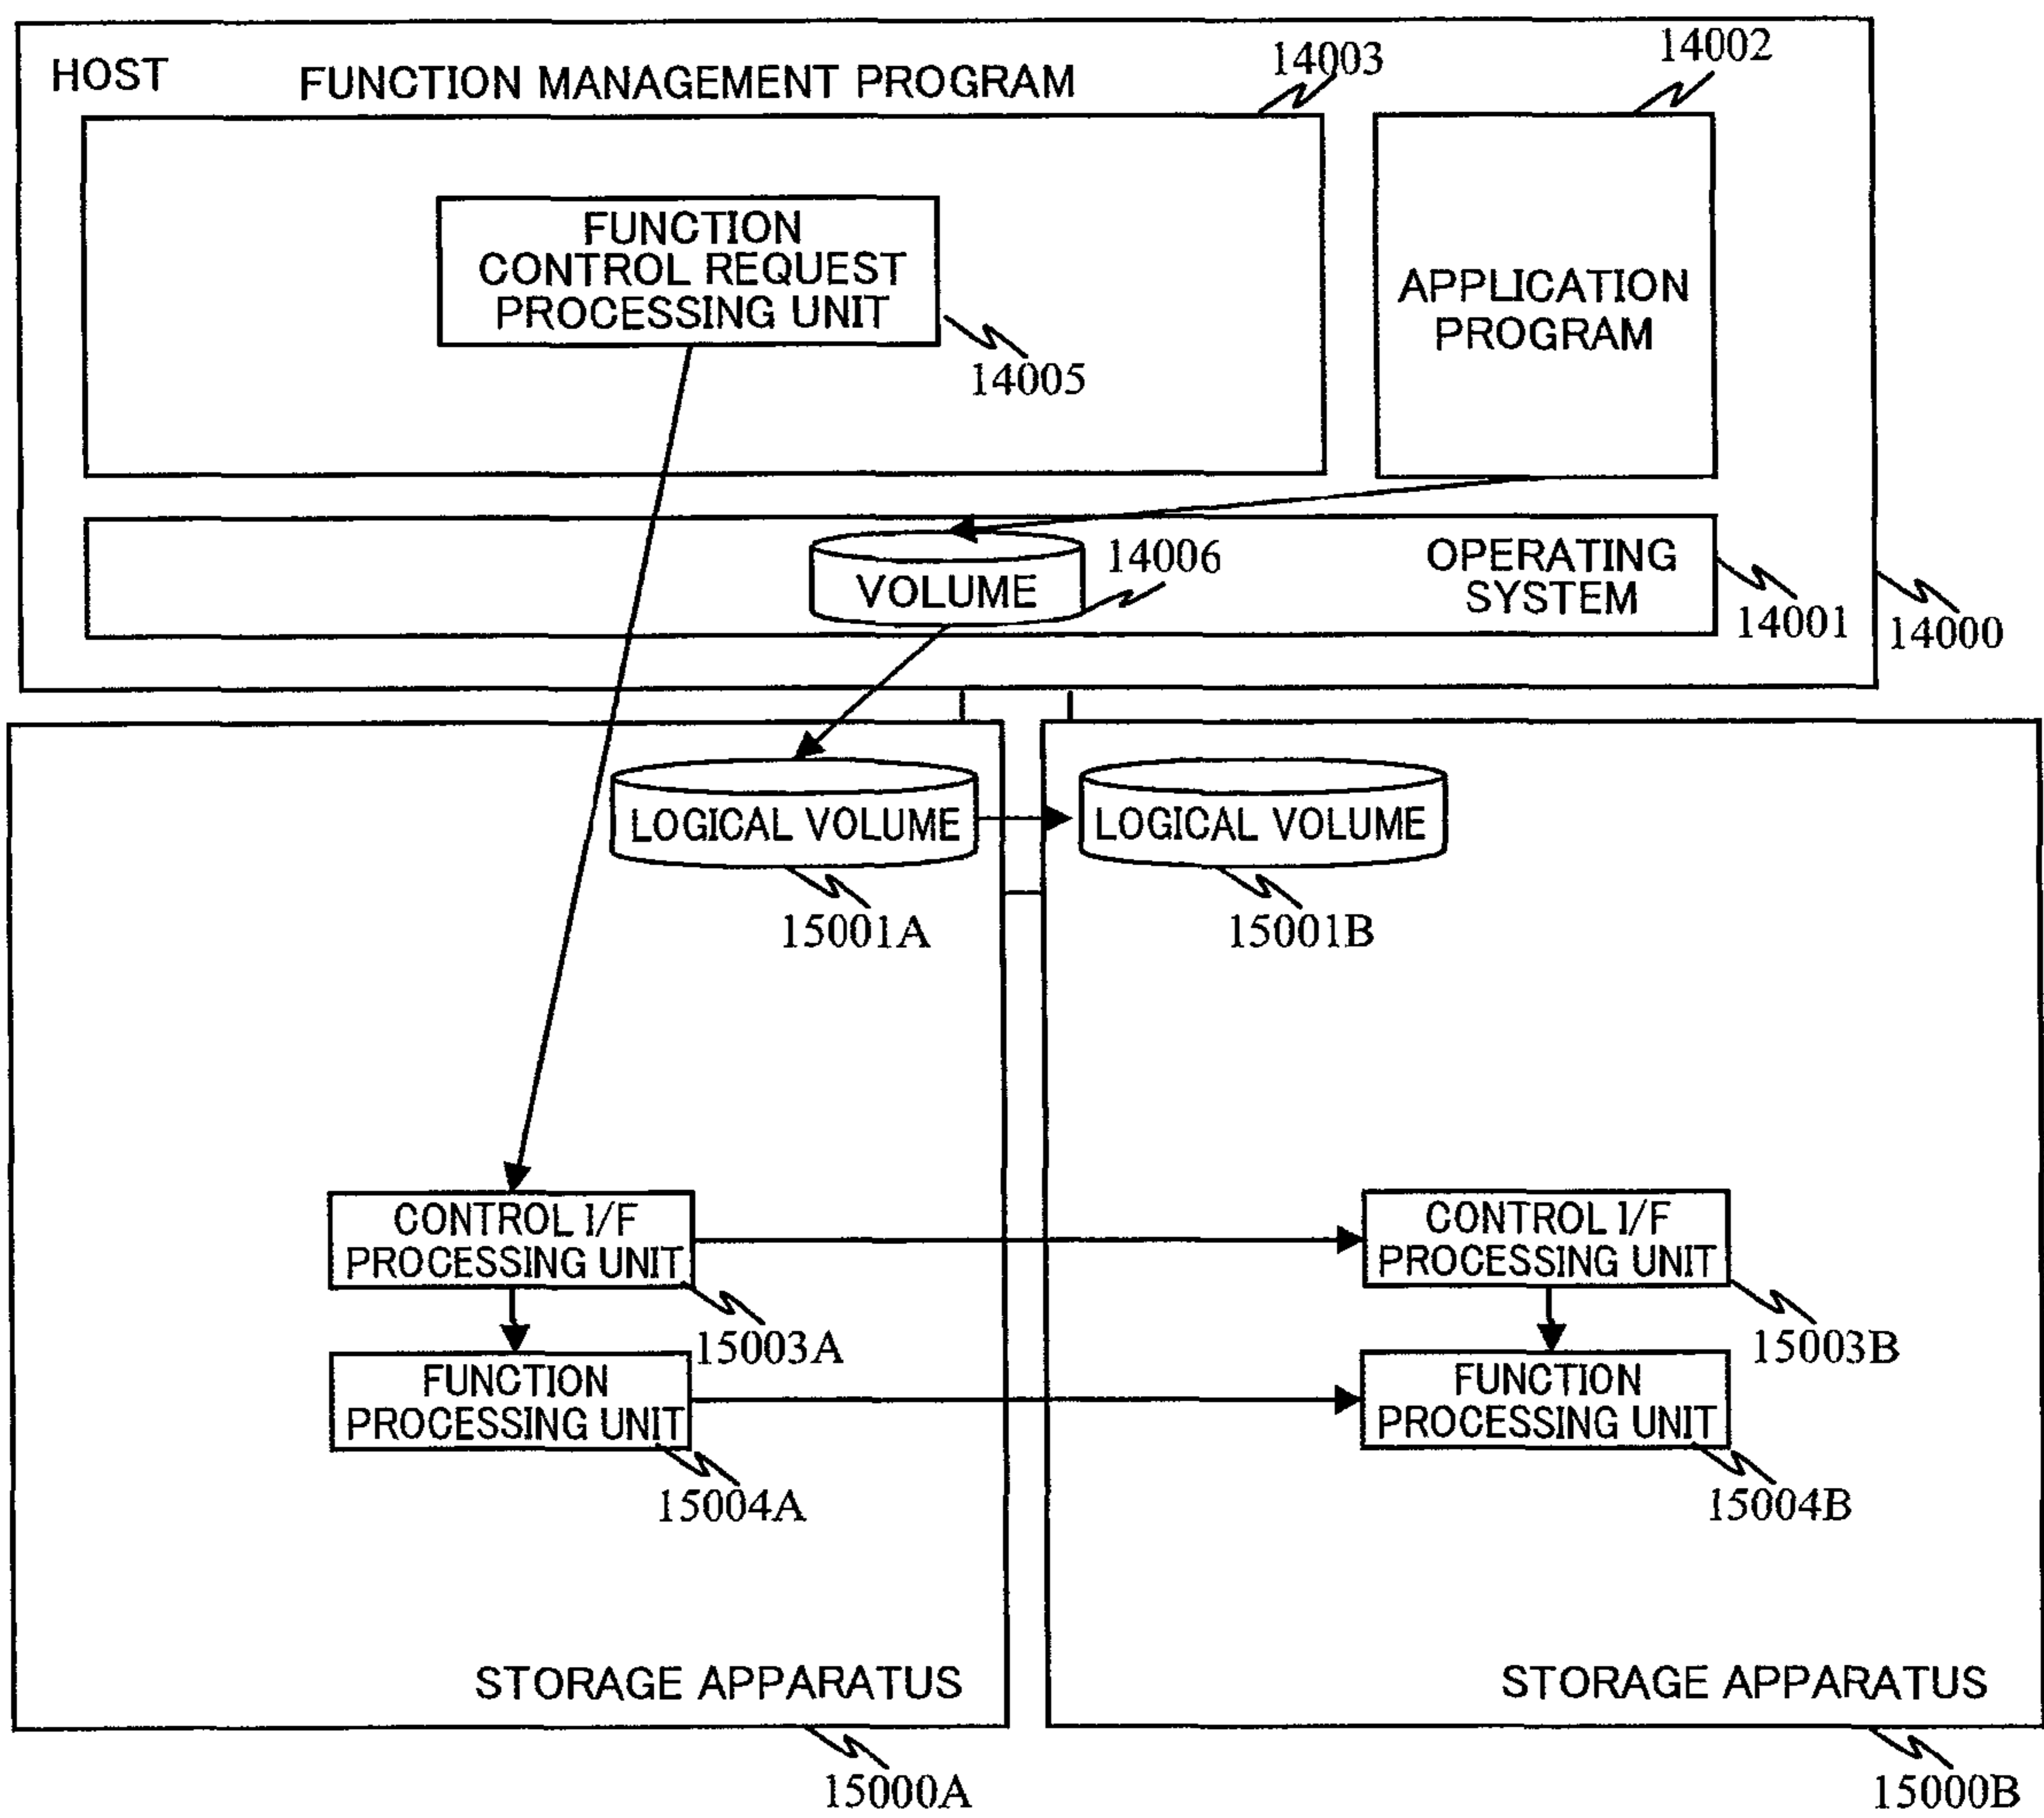 HOST
FUNCTION MANAGEMENT PROGRAM
14003
14002
FUNCTION
CONTROL REQUEST
PROCESSING UNIT
14005
APPLICATION
PROGRAM
VOLUME
14006
OPERATING
SYSTEM
14001
14000
LOGICAL VOLUME
15001A
LOGICAL VOLUME
15001B
CONTROL I/F
PROCESSING UNIT
15003A
CONTROL I/F
PROCESSING UNIT
15003B
FUNCTION
PROCESSING UNIT
15004A
FUNCTION
PROCESSING UNIT
15004B
STORAGE APPARATUS
15000A
STORAGE APPARATUS
15000B